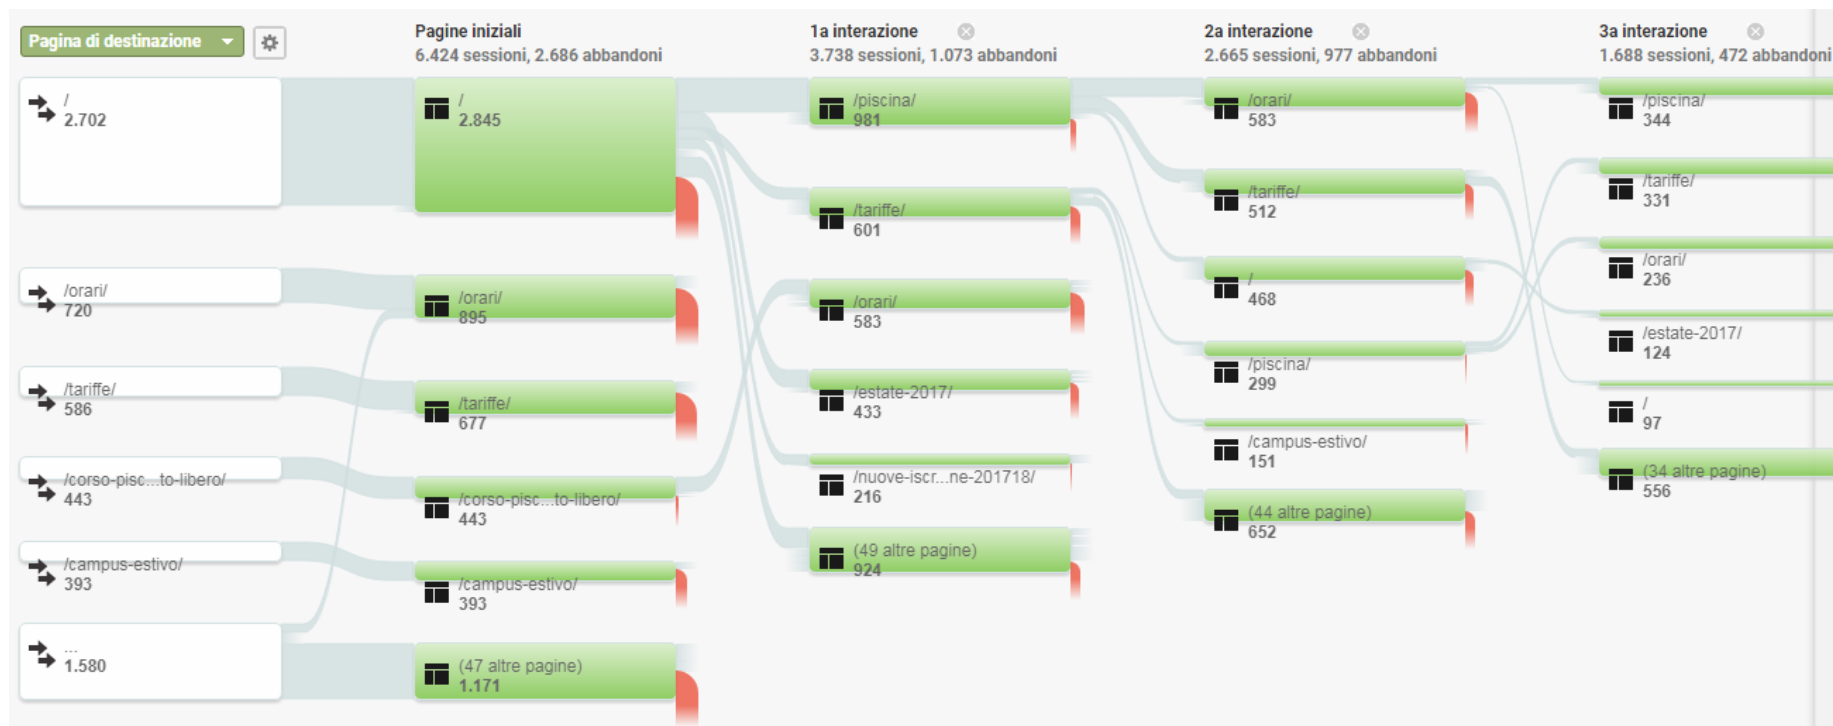 Pagina di destinazione
/
2.702
/orari/
720
/tariffe/
586
/corso-pisc...to-libero/
443
/campus-estivo/
393
...
1.580
Pagine iniziali
6.424 sessioni, 2.686 abbandoni
/
2.845
/orari/
895
/tariffe/
677
/corso-pisc...to-libero/
443
/campus-estivo/
393
(47 altre pagine)
1.171
1a interazione
3.738 sessioni, 1.073 abbandoni
/piscina/
981
/tariffe/
601
/orari/
583
/estate-2017/
433
/nuove-iscr...ne-201718/
216
(49 altre pagine)
924
2a interazione
2.665 sessioni, 977 abbandoni
/orari/
583
/tariffe/
512
/
468
/piscina/
299
/campus-estivo/
151
(44 altre pagine)
652
3a interazione
1.688 sessioni, 472 abbandoni
/piscina/
344
/tariffe/
331
/orari/
236
/estate-2017/
124
/
97
(34 altre pagine)
556